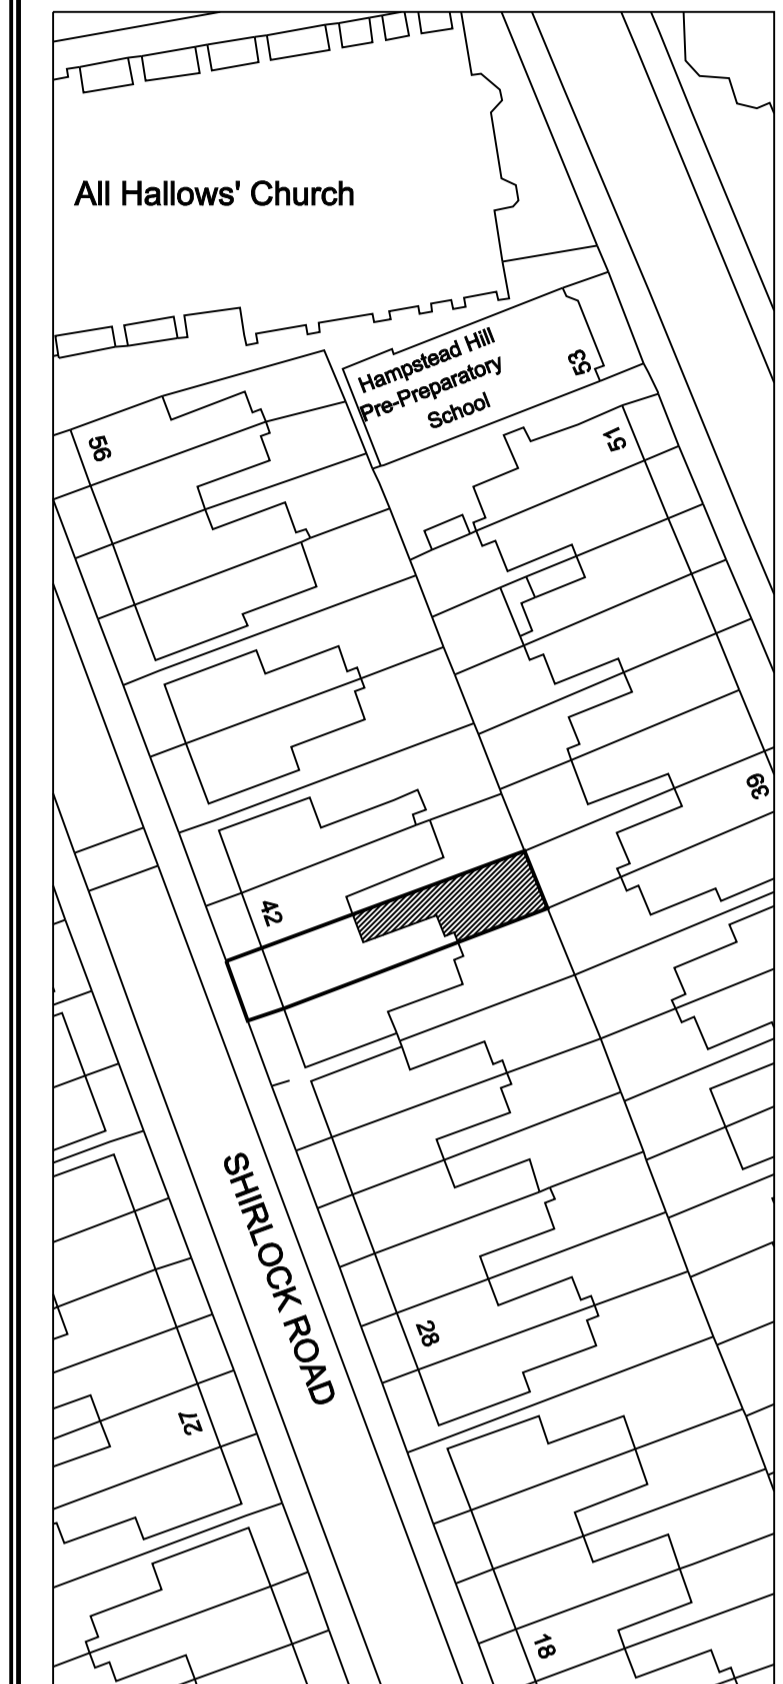 All Hallows' Church
Hampstead Hill
Pre-Preparatory
School
53
56
51
39
42
SHIRLOCK ROAD
28
27
18